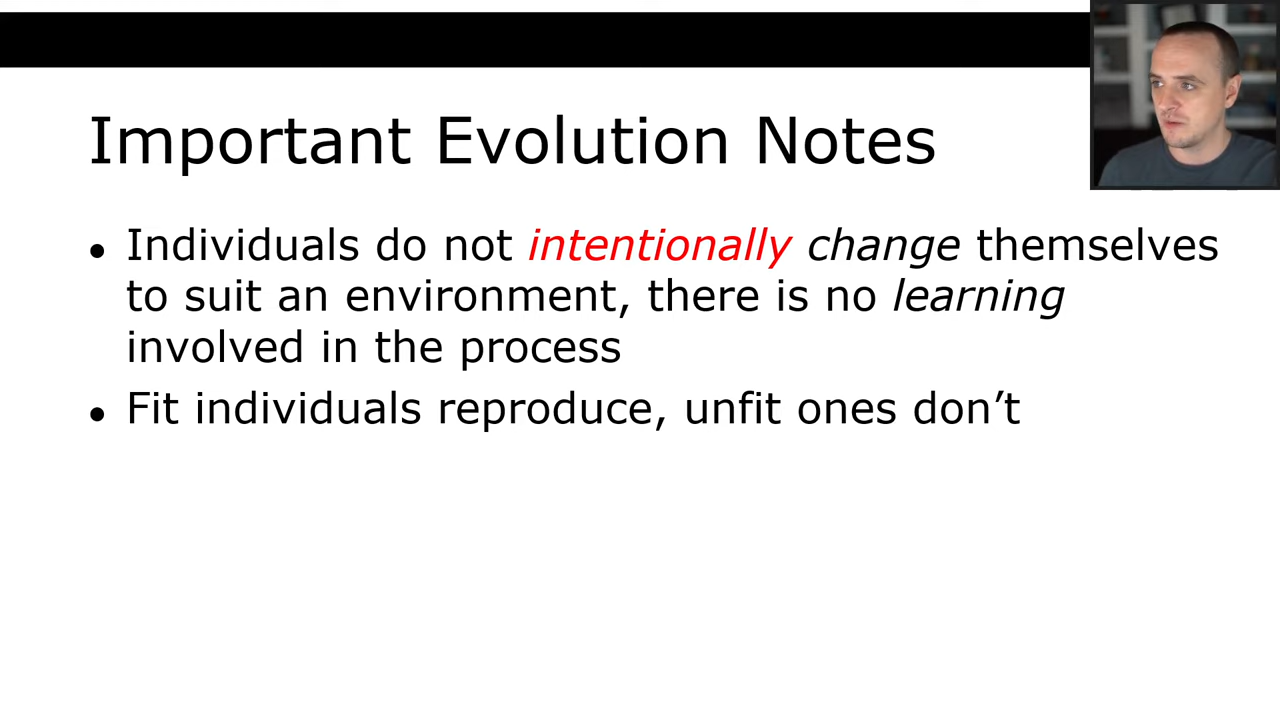 Important Evolution Notes
• Individuals do not intentionally change themselves
to suit an environment, there is no learning
involved in the process
• Fit individuals reproduce, unfit ones don’t